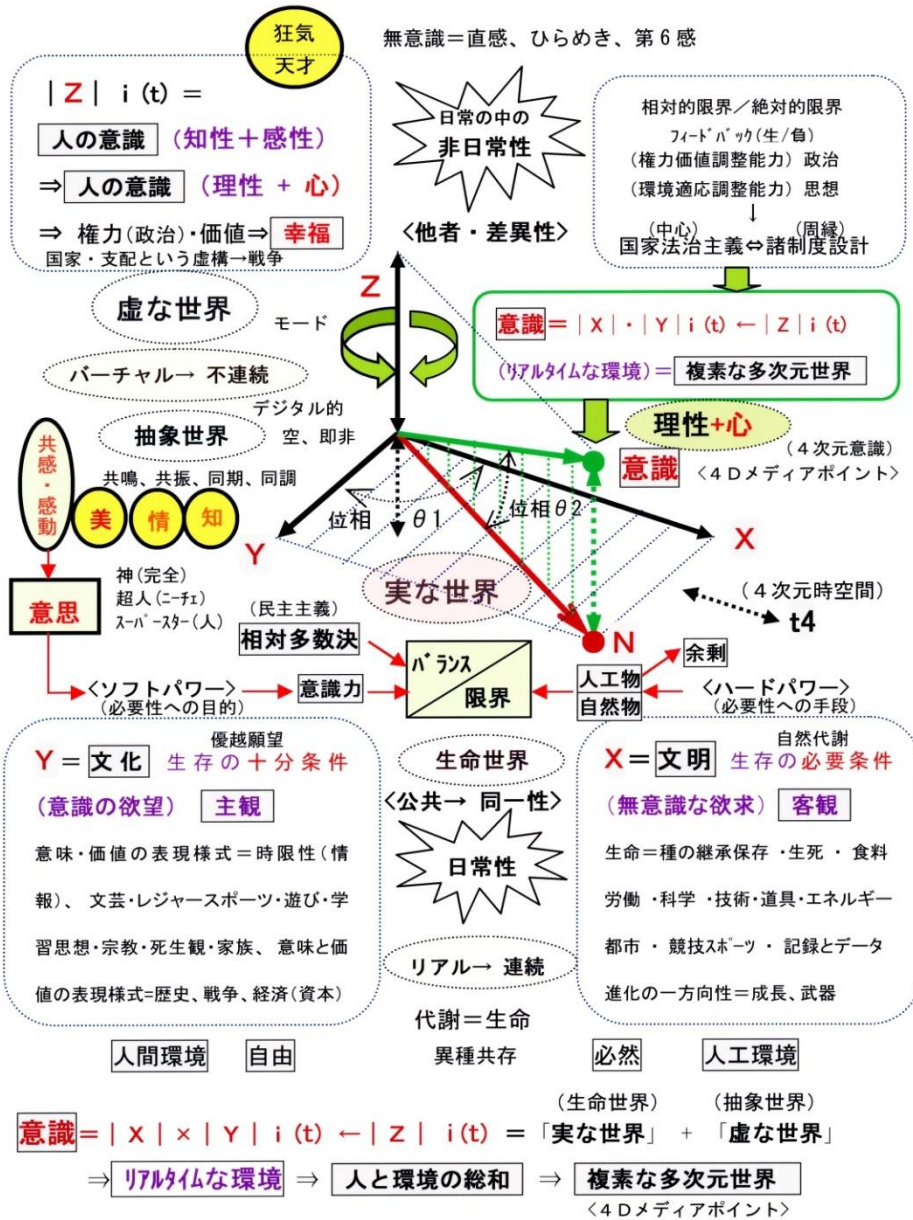 狂気
天才
無意識＝直感、ひらめき、第６感
|Z| i (t) ＝
人の意識 (知性＋感性)
⇒ 人の意識 (理性 + 心)
⇒ 権力(政治)・価値⇒ 幸福
国家・支配という虚構→戦争
日常の中の
非日常性
<他者・差異性>
相対的限界／絶対的限界
フィードバック(生/負)
(権力価値調整能力) 政治
(環境適応調整能力) 思想
↓
(中心) (周縁)
国家法治主義⇔諸制度設計
虚な世界
モード
Z
意識＝|X|・|Y| i (t) ←|Z| i (t)
(リアルタイムな環境)＝ 複素な多次元世界
バーチャル→ 不連続
デジタル的
空、即非
抽象世界
理性+心
(４次元意識)
意識 <４Ｄメディアポイント>
共感・感動
共鳴、共振、同期、同調
美 情 知
位相 θ1
位相θ2
Y
X
実な世界
意思
神(完全)
超人(ニーチェ)
スーパースター(人)
(４次元時空間)
t4
N
(民主主義)
相対多数決
バランス
限界
人工物
自然物
余剰
<ソフトパワー>
(必要性への目的)
意識力
<ハードパワー>
(必要性への手段)
優越願望
Y＝ 文化 生存の十分条件
(意識の欲望) 主観
意味・価値の表現様式＝時限性(情
報)、 文芸・レジャースポーツ・遊び・学
習思想・宗教・死生観・家族、 意味と価
値の表現様式=歴史、戦争、経済(資本)
生命世界
<公共→ 同一性>
日常性
リアル→ 連続
代謝＝生命
異種共存
自然代謝
X＝ 文明 生存の必要条件
(無意識な欲求) 客観
生命＝種の継承保存 ・生死 ・ 食料
労働 ・科学 ・技術・道具・エネルギー
都市 ・ 競技スポーツ ・ 記録とデータ
進化の一方向性＝成長、武器
人間環境 自由 必然 人工環境
(生命世界) (抽象世界)
意識＝|X|×|Y| i (t) ←|Z| i (t) ＝「実な世界」 + 「虚な世界」
⇒リアルタイムな環境 ⇒ 人と環境の総和 ⇒ 複素な多次元世界
<４Ｄメディアポイント>